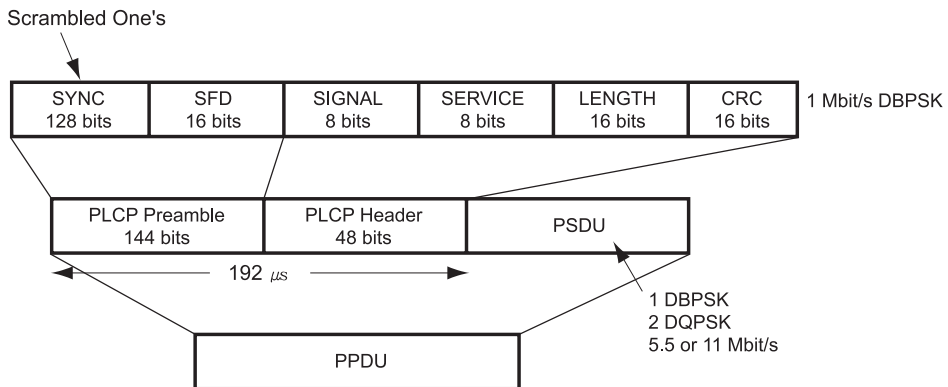 Scrambled One's
SYNC
128 bits
SFD
16 bits
SIGNAL
8 bits
SERVICE
8 bits
LENGTH
16 bits
CRC
16 bits
1 Mbit/s DBPSK
PLCP Preamble
144 bits
PLCP Header
48 bits
PSDU
192 μs
1 DBPSK
2 DQPSK
5.5 or 11 Mbit/s
PPDU